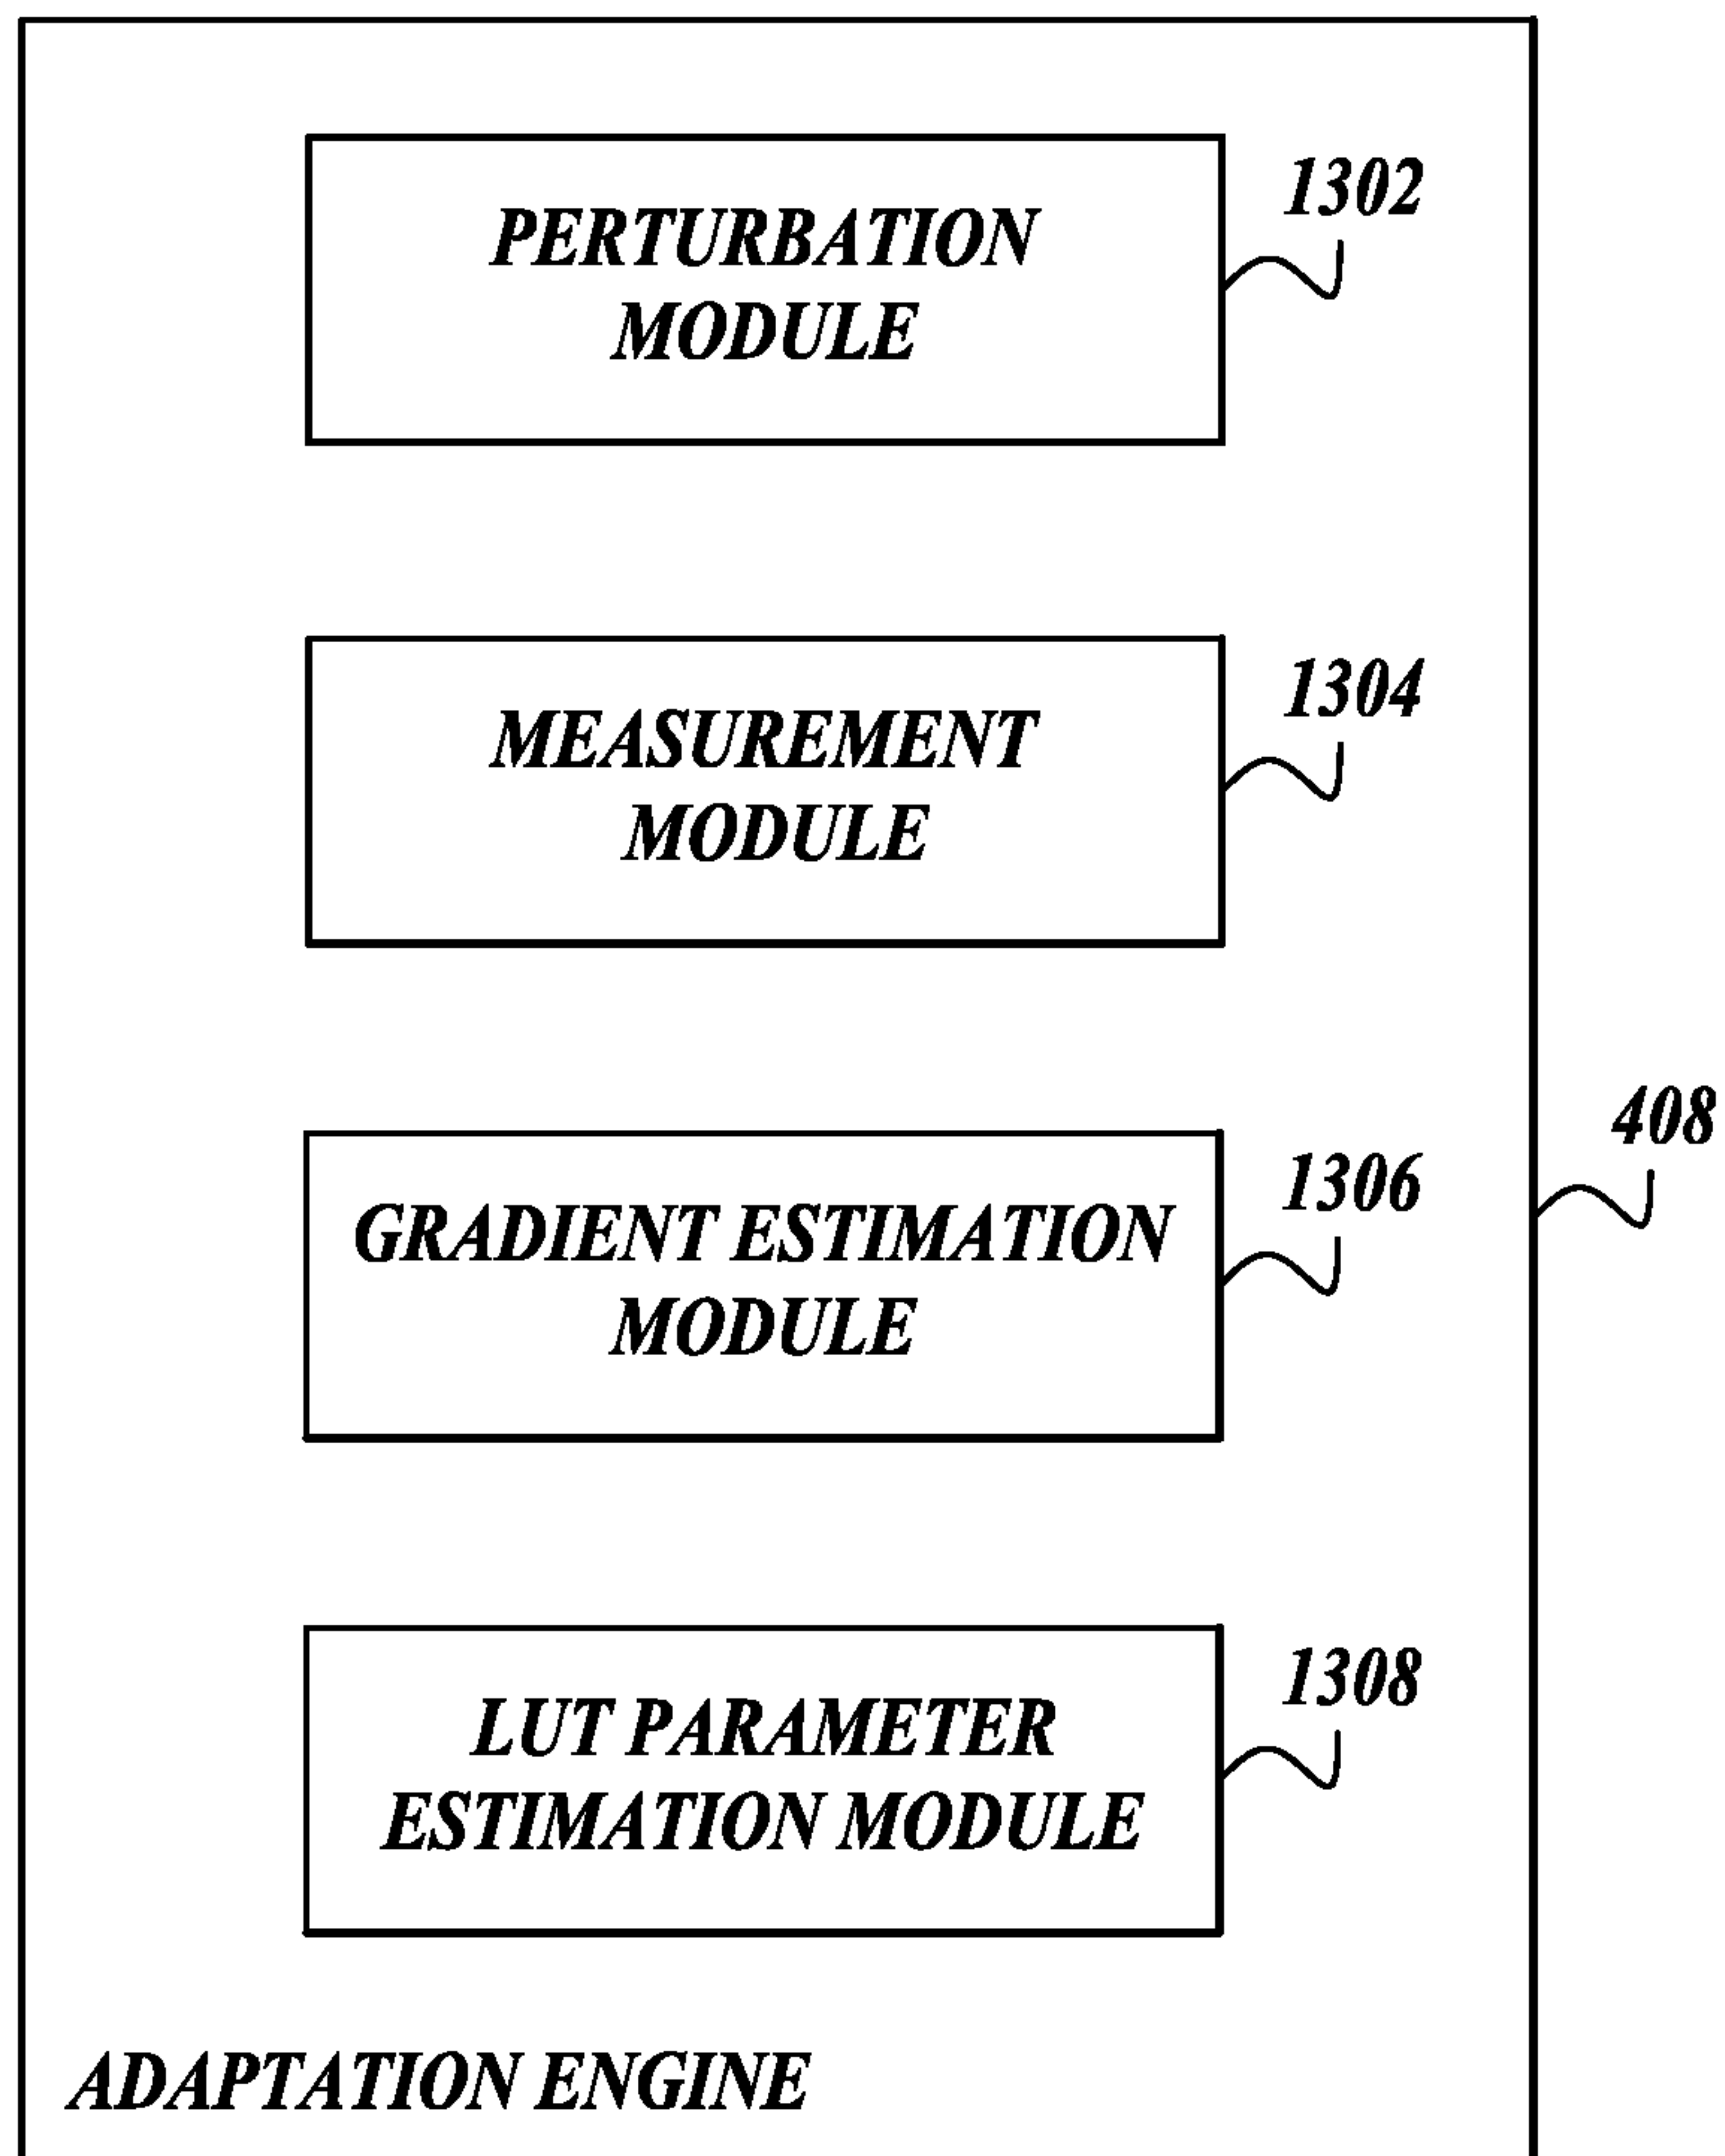 1302
PERTURBATION
MODULE
1304
MEASUREMENT
MODULE
408
1306
GRADIENT ESTIMATION
MODULE
1308
LUT PARAMETER
ESTIMATION MODULE
ADAPTATION ENGINE